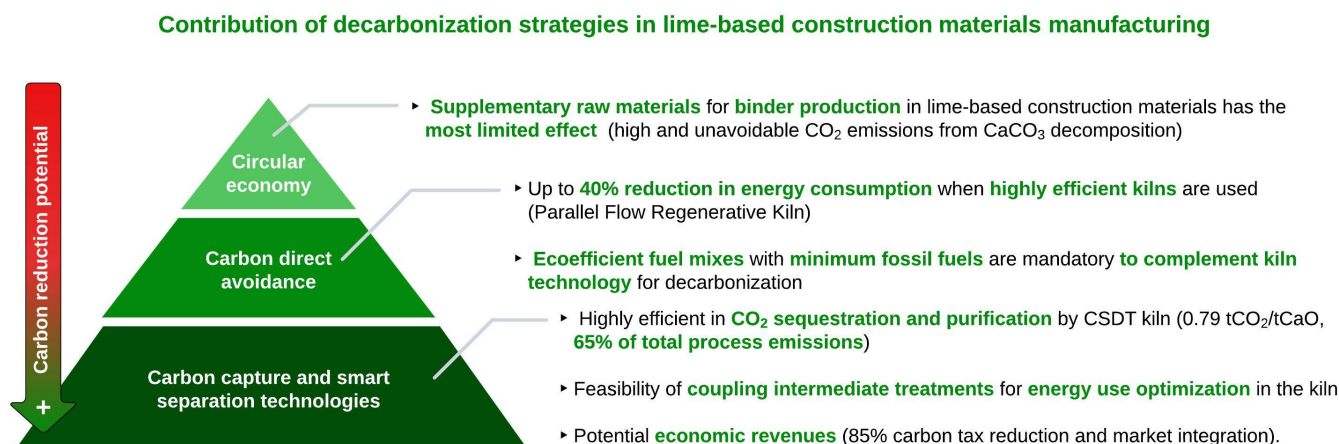 Contribution of decarbonization strategies in lime-based construction materials manufacturing
Carbon reduction potential
+
Circular
economy
‣ Supplementary raw materials for binder production in lime-based construction materials has the
most limited effect (high and unavoidable CO₂ emissions from CaCO₃ decomposition)
Carbon direct
avoidance
‣ Up to 40% reduction in energy consumption when highly efficient kilns are used
(Parallel Flow Regenerative Kiln)
‣ Ecoefficient fuel mixes with minimum fossil fuels are mandatory to complement kiln
technology for decarbonization
Carbon capture and smart
separation technologies
‣ Highly efficient in CO₂ sequestration and purification by CSDT kiln (0.79 tCO₂/tCaO,
65% of total process emissions)
‣ Feasibility of coupling intermediate treatments for energy use optimization in the kiln
‣ Potential economic revenues (85% carbon tax reduction and market integration).